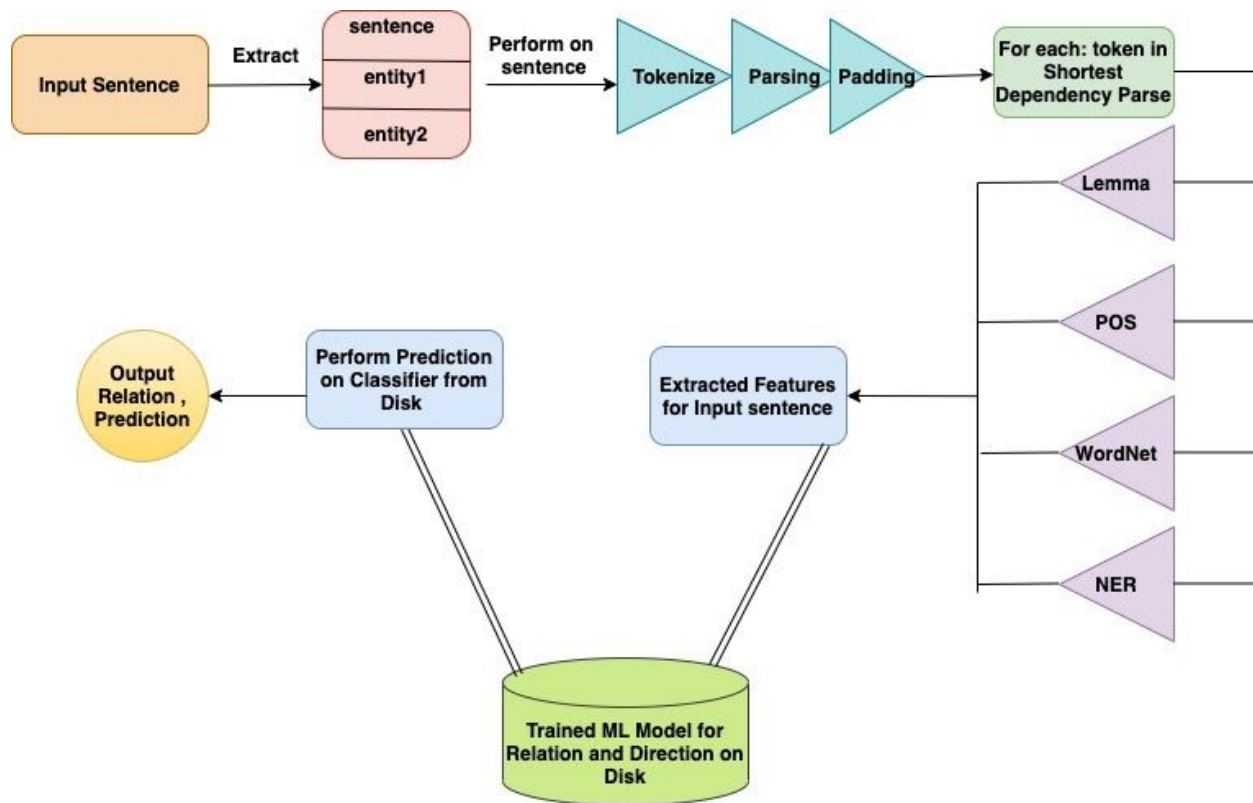 Input Sentence
Extract
sentence
entity1
entity2
Perform on
sentence
Tokenize
Parsing
Padding
For each: token in
Shortest
Dependency Parse
Lemma
POS
WordNet
NER
Extracted Features
for Input sentence
Trained ML Model for
Relation and Direction on
Disk
Perform Prediction
on Classifier from
Disk
Output
Relation ,
Prediction